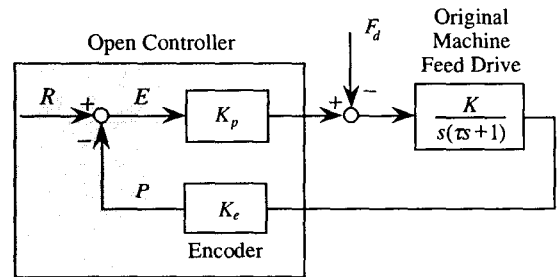 Original
Machine
Feed Drive
Open Controller
F_d
R
+
−
E
K_p
+
−
K
s(τs+1)
P
K_e
Encoder